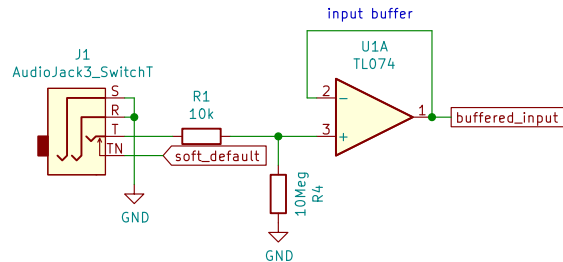 input buffer
J1
AudioJack3_SwitchT
U1A
TL074
S
R
T
TN
R1
10k
soft_default
2
−
3
+
1
buffered_input
10Meg
R4
GND
GND